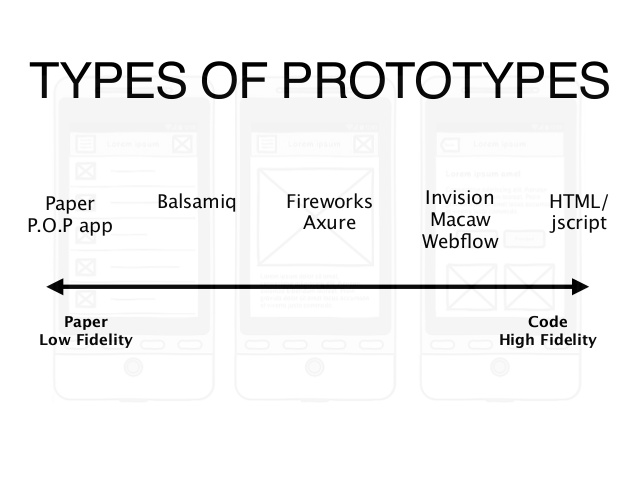 TYPES OF PROTOTYPES
Paper
P.O.P app
Balsamiq
Fireworks
Axure
Invision
Macaw
Webflow
HTML/
jscript
Paper
Low Fidelity
Code
High Fidelity